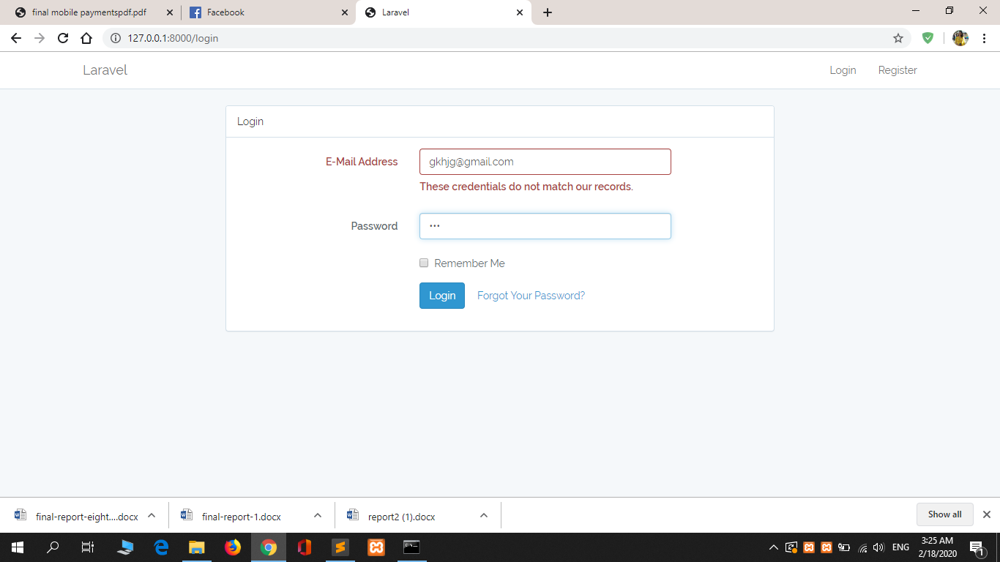 final mobile paymentspdf.pdf
Facebook
Laravel
127.0.0.1:8000/login
Laravel
Login
Register
Login
E-Mail Address
gkhjg@gmail.com
These credentials do not match our records.
Password
•••
Remember Me
Login
Forgot Your Password?
final-report-eight....docx
final-report-1.docx
report2 (1).docx
Show all
ENG
3:25 AM
2/18/2020
1